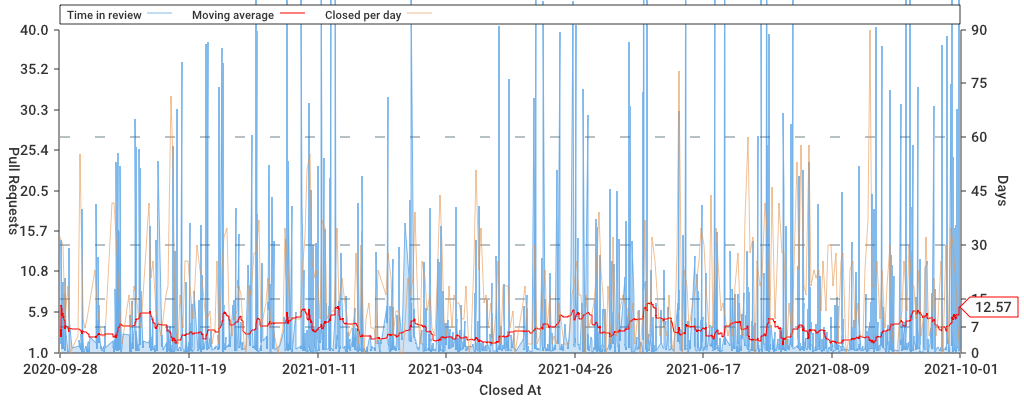 Time in review Moving average Closed per day
40.0 90
35.2 75
30.3 60
25.4 45
20.5 30
15.7 15
10.8 12.57
5.9 7
1.0 0
Pull Requests
Days
2020-09-28 2020-11-19 2021-01-11 2021-03-04 2021-04-26 2021-06-17 2021-08-09 2021-10-01
Closed At